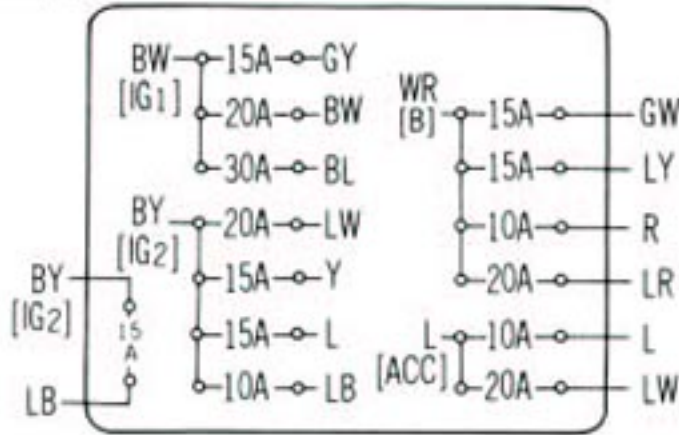 BW 15A GY
[IG1] 20A BW
30A BL
BY 20A LW
[IG2] 15A Y
15A L
10A LB
BY
[IG2]
15
A
LB
WR 15A GW
[B] 15A LY
10A R
20A LR
L 10A L
[ACC] 20A LW